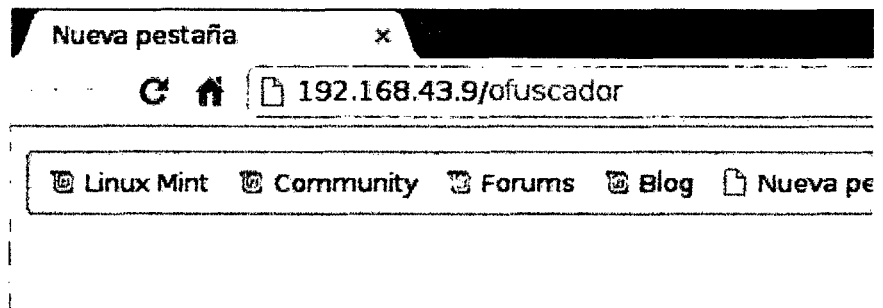 Nueva pestaña ×
192.168.43.9/ofuscador
Linux Mint Community Forums Blog Nueva pe